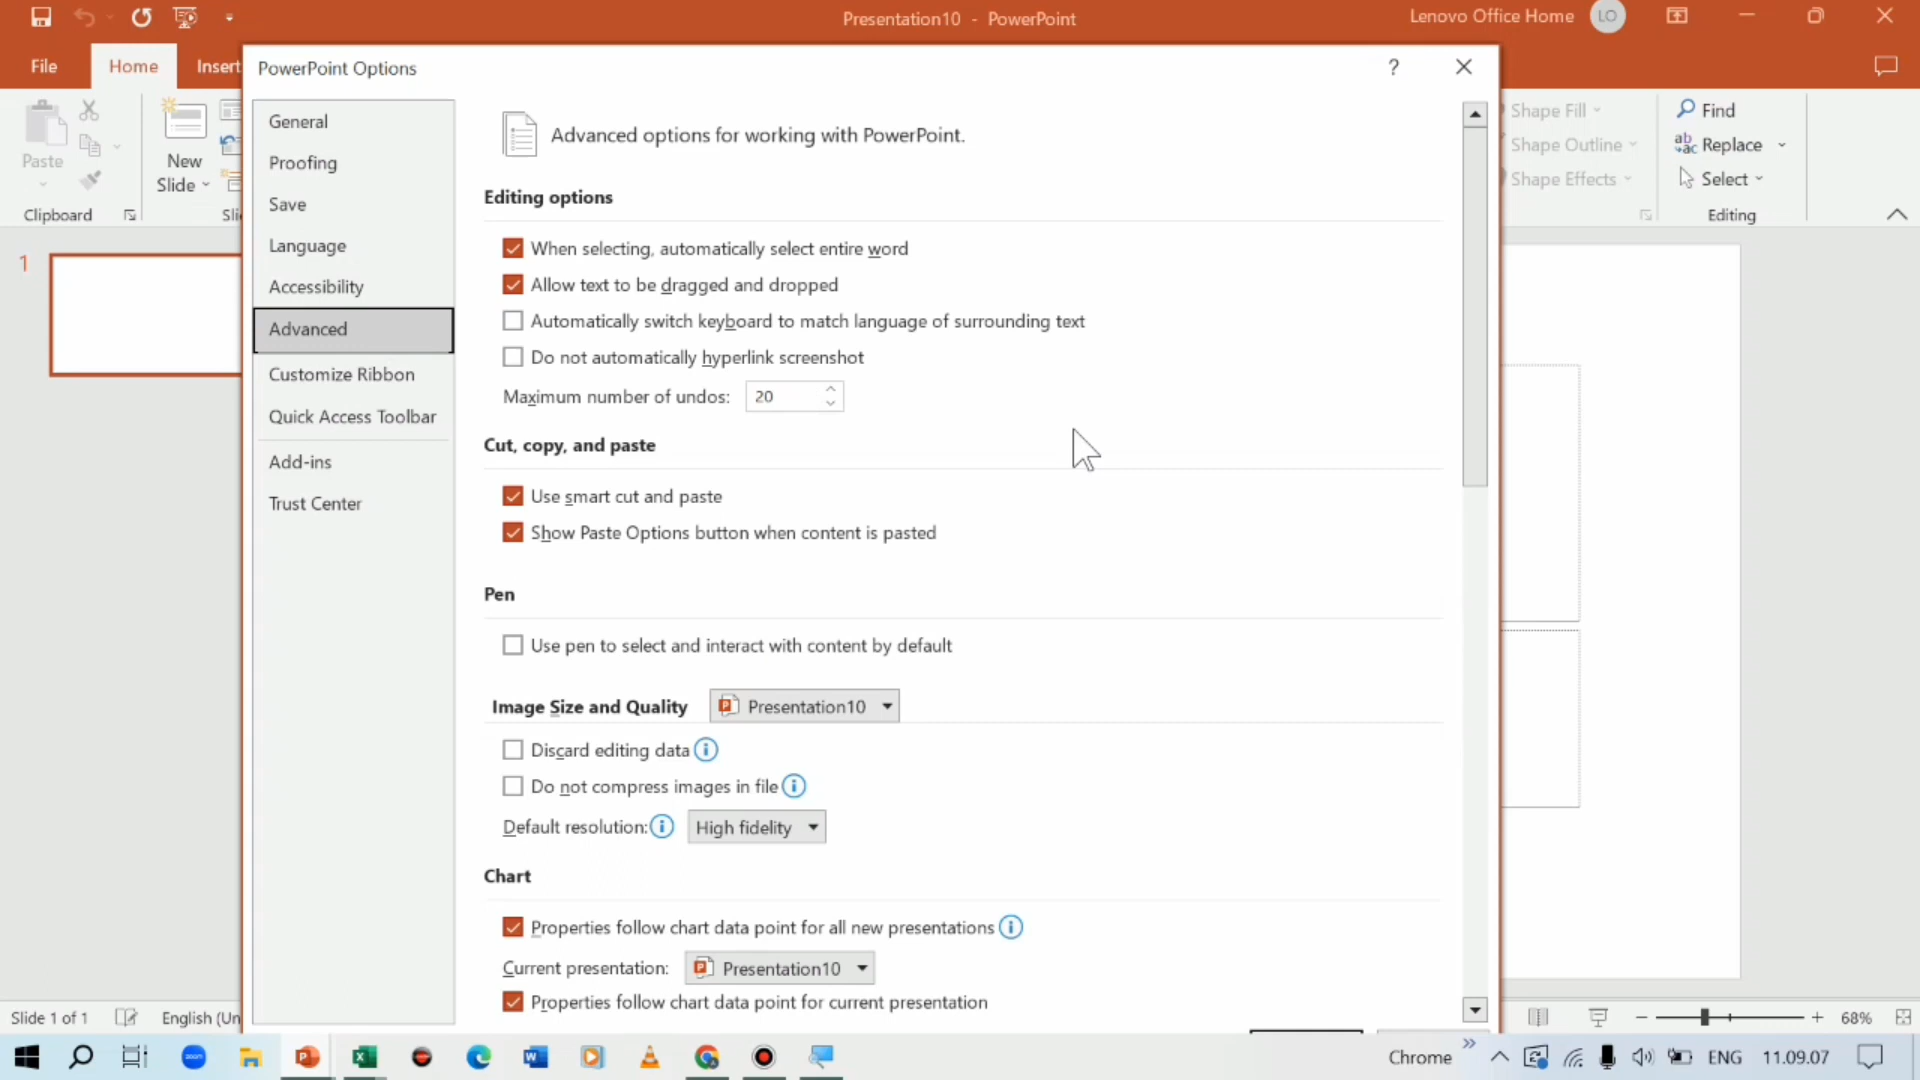 Presentation10 - PowerPoint
Lenovo Office Home
LO
File
Home
Insert
PowerPoint Options
?
Paste
Clipboard
New
Slide
General
Proofing
Save
Language
Accessibility
Advanced
Customize Ribbon
Quick Access Toolbar
Add-ins
Trust Center
Advanced options for working with PowerPoint.
Editing options
When selecting, automatically select entire word
Allow text to be dragged and dropped
Automatically switch keyboard to match language of surrounding text
Do not automatically hyperlink screenshot
Maximum number of undos: 20
Cut, copy, and paste
Use smart cut and paste
Show Paste Options button when content is pasted
Pen
Use pen to select and interact with content by default
Image Size and Quality Presentation10
Discard editing data
Do not compress images in file
Default resolution: High fidelity
Chart
Properties follow chart data point for all new presentations
Current presentation: Presentation10
Properties follow chart data point for current presentation
Shape Fill
Shape Outline
Shape Effects
Find
Replace
Select
Editing
1
Slide 1 of 1
English (Un
68%
zoom
Chrome
ENG
11.09.07